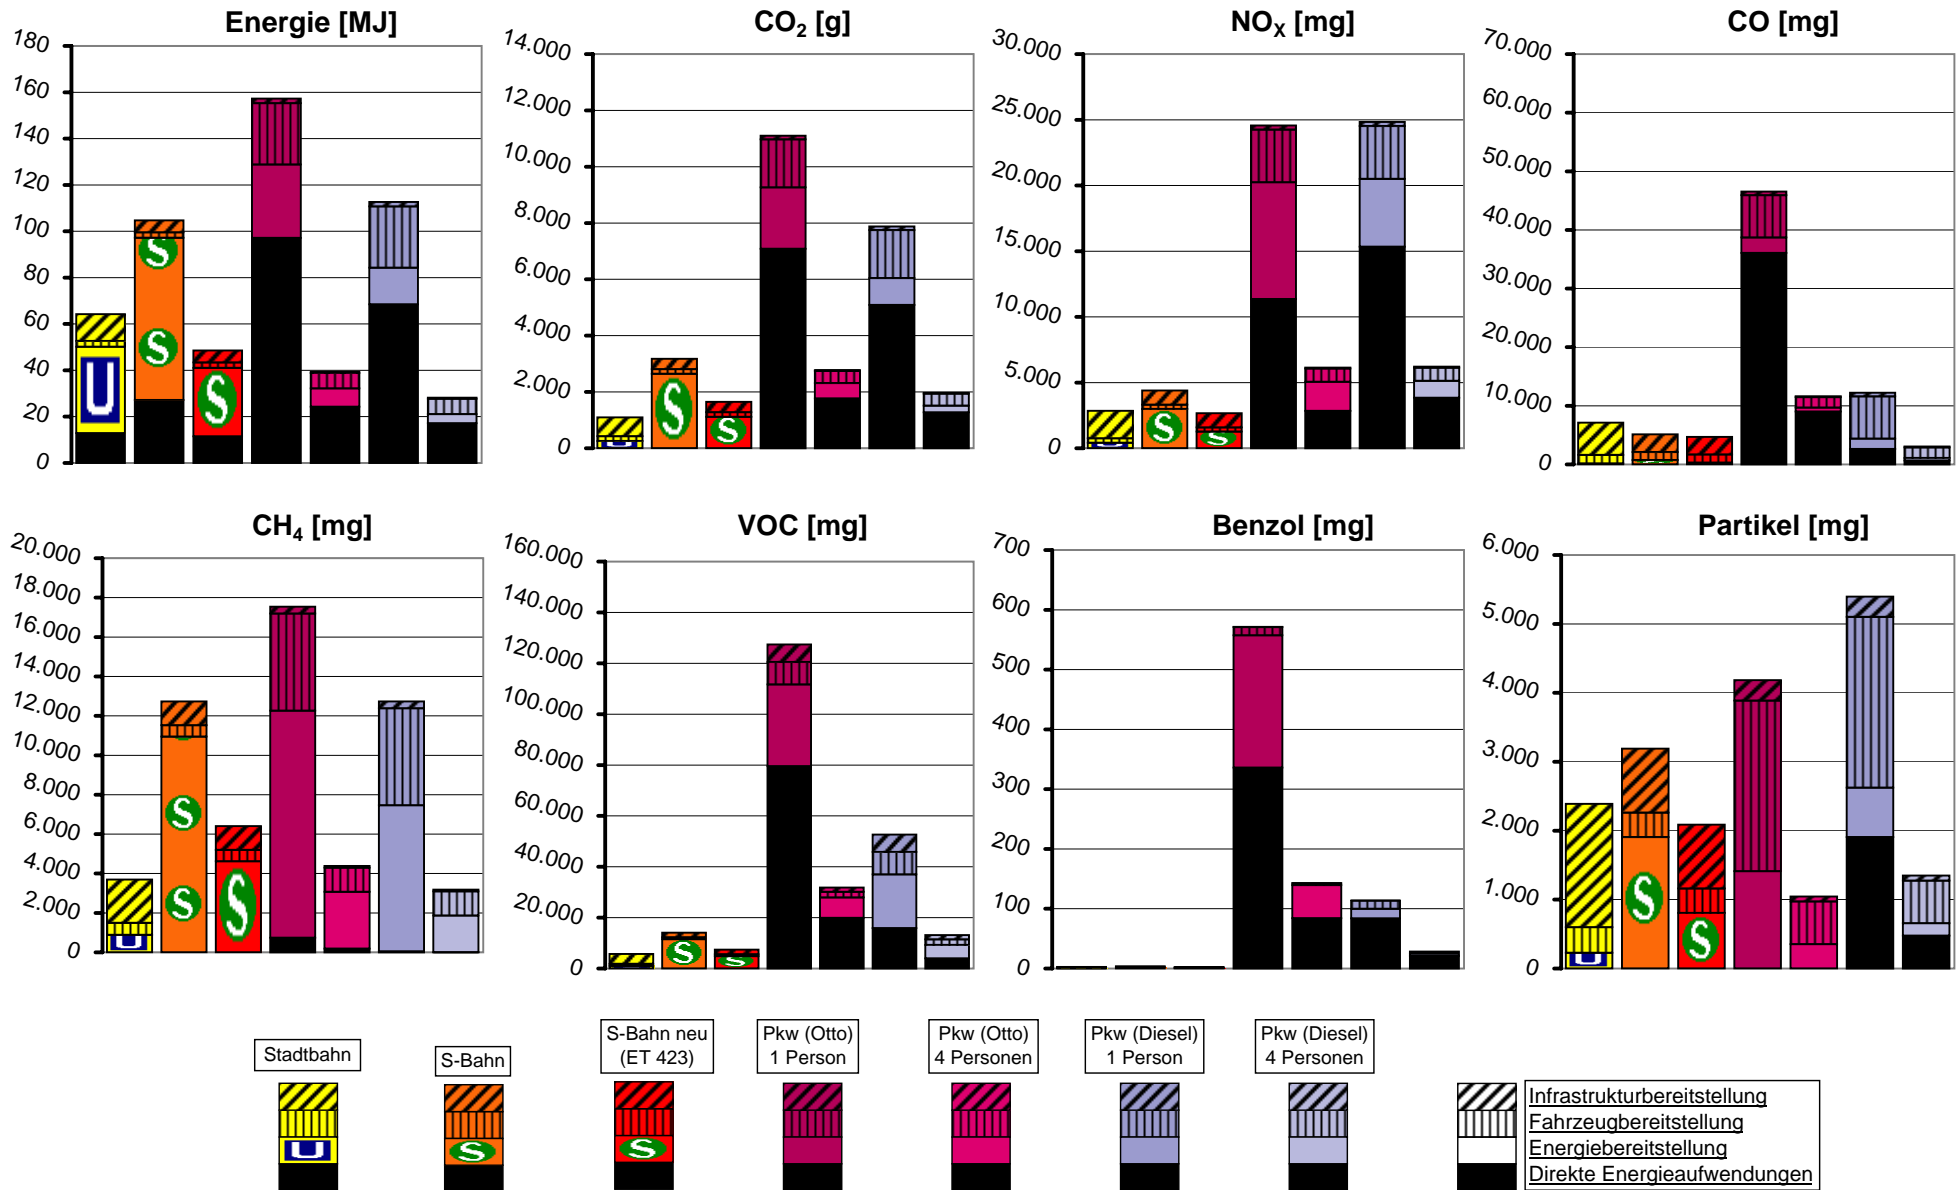 Energie [MJ]
180
160
140
120
100
80
60
40
20
0
U
S
S
S
CO2 [g]
14.000
12.000
10.000
8.000
6.000
4.000
2.000
0
U
S
S
NOX [mg]
30.000
25.000
20.000
15.000
10.000
5.000
0
U
S
S
CO [mg]
70.000
60.000
50.000
40.000
30.000
20.000
10.000
0
CH4 [mg]
20.000
18.000
16.000
14.000
12.000
10.000
8.000
6.000
4.000
2.000
0
U
S
S
S
VOC [mg]
160.000
140.000
120.000
100.000
80.000
60.000
40.000
20.000
0
S
S
Benzol [mg]
700
600
500
400
300
200
100
0
Partikel [mg]
6.000
5.000
4.000
3.000
2.000
1.000
0
U
S
S
Stadtbahn
S-Bahn
S-Bahn neu
(ET 423)
Pkw (Otto)
1 Person
Pkw (Otto)
4 Personen
Pkw (Diesel)
1 Person
Pkw (Diesel)
4 Personen
U
S
S
Infrastrukturbereitstellung
Fahrzeugbereitstellung
Energiebereitstellung
Direkte Energieaufwendungen